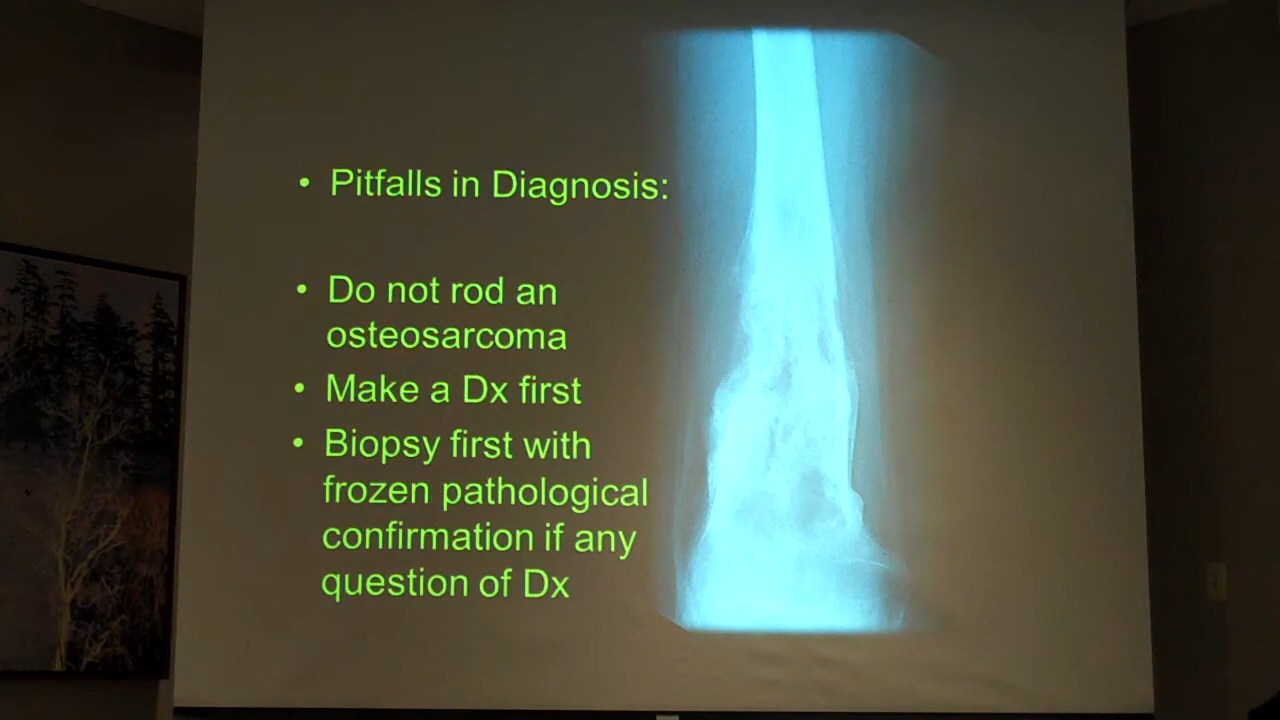 • Pitfalls in Diagnosis:
• Do not rod an
osteosarcoma
• Make a Dx first
• Biopsy first with
frozen pathological
confirmation if any
question of Dx